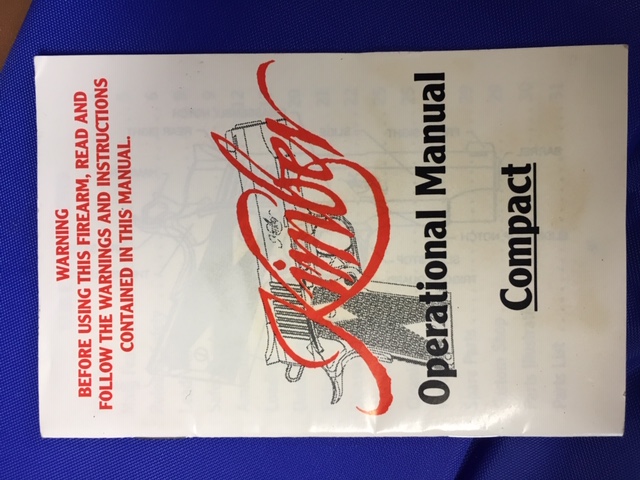 WARNING
BEFORE USING THIS FIREARM, READ AND
FOLLOW THE WARNINGS AND INSTRUCTIONS
CONTAINED IN THIS MANUAL.
Kimber
Operational Manual
Compact